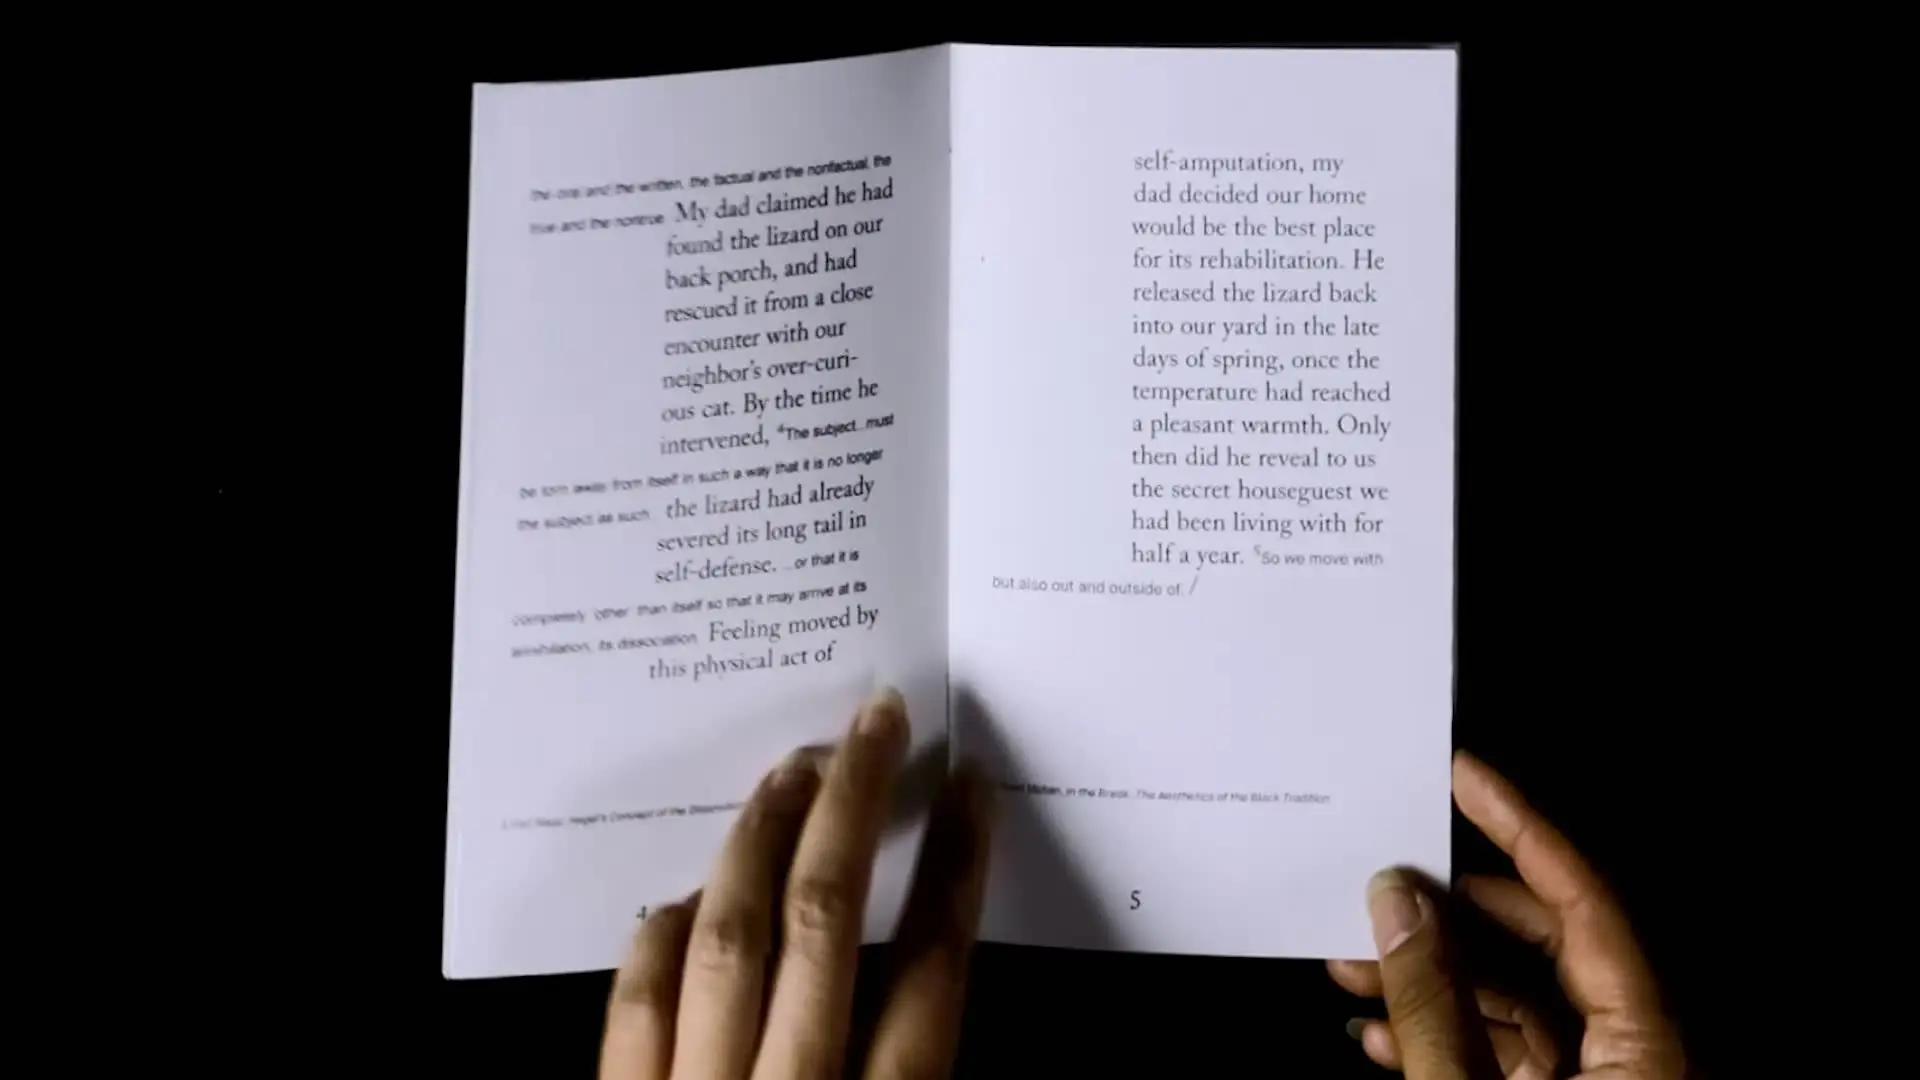 the oral and the written, the factual and the nonfactual, the
true and the nontrue. My dad claimed he had
found the lizard on our
back porch, and had
rescued it from a close
encounter with our
neighbor's over-curi-
ous cat. By the time he
intervened, ⁴The subject...must
be torn away from itself in such a way that it is no longer
the subject as such the lizard had already
severed its long tail in
self-defense. ...or that it is
completely 'other' than itself so that it may arrive at its
annihilation, its dissociation. Feeling moved by
this physical act of
Hegel's Concept of the
4
self-amputation, my
dad decided our home
would be the best place
for its rehabilitation. He
released the lizard back
into our yard in the late
days of spring, once the
temperature had reached
a pleasant warmth. Only
then did he reveal to us
the secret houseguest we
had been living with for
half a year. ⁵So we move with
but also out and outside of. /
Moten, In the Break: The Aesthetics of the Black Tradition
5